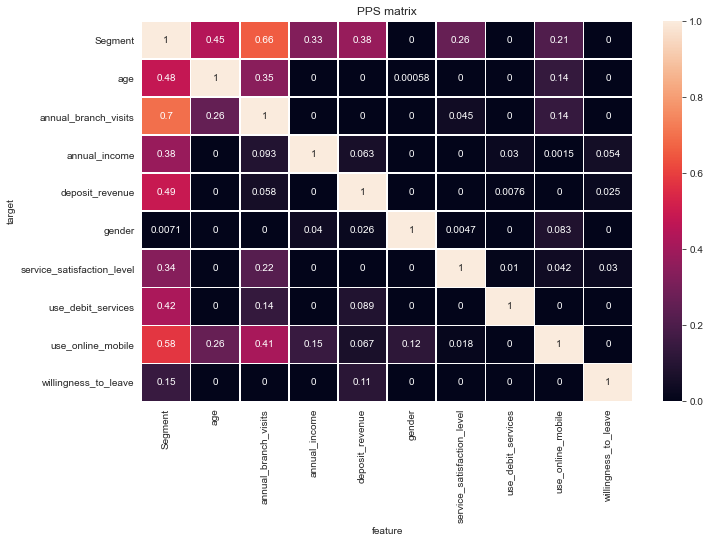 PPS matrix
Segment 1 0.45 0.66 0.33 0.38 0 0.26 0 0.21 0
age 0.48 1 0.35 0 0 0.00058 0 0 0.14 0
annual_branch_visits 0.7 0.26 1 0 0 0 0.045 0 0.14 0
annual_income 0.38 0 0.093 1 0.063 0 0 0.03 0.0015 0.054
deposit_revenue 0.49 0 0.058 0 1 0 0 0.0076 0 0.025
gender 0.0071 0 0 0.04 0.026 1 0.0047 0 0.083 0
service_satisfaction_level 0.34 0 0.22 0 0 0 1 0.01 0.042 0.03
use_debit_services 0.42 0 0.14 0 0.089 0 0 1 0 0
use_online_mobile 0.58 0.26 0.41 0.15 0.067 0.12 0.018 0 1 0
willingness_to_leave 0.15 0 0 0 0.11 0 0 0 0 1
target
Segment
age
annual_branch_visits
annual_income
deposit_revenue
gender
service_satisfaction_level
use_debit_services
use_online_mobile
willingness_to_leave
feature
1.0
0.8
0.6
0.4
0.2
0.0